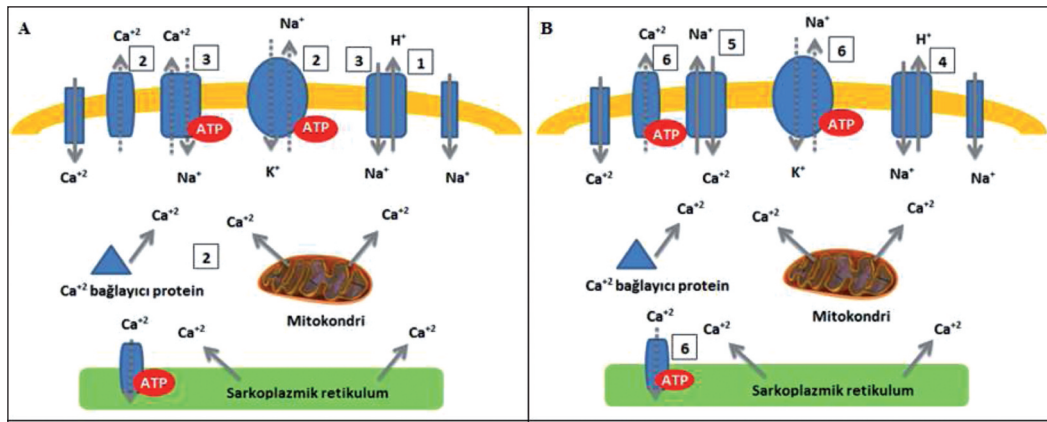 A
Ca⁺² 2
Ca⁺² 3
Na⁺ 2
3 H⁺ 1
ATP
ATP
Ca⁺²
Na⁺
K⁺
Na⁺
Na⁺
Ca⁺²
Ca⁺²
Ca⁺²
2
Ca⁺² bağlayıcı protein
Mitokondri
Ca⁺²
Ca⁺²
Ca⁺²
ATP
Sarkoplazmik retikulum
B
Ca⁺² 6
Na⁺ 5
Na⁺ 6
H⁺ 4
ATP
ATP
Ca⁺²
Ca⁺²
K⁺
Na⁺
Na⁺
Ca⁺²
Ca⁺²
Ca⁺²
Ca⁺² bağlayıcı protein
Mitokondri
Ca⁺²
6
Ca⁺²
Ca⁺²
ATP
Sarkoplazmik retikulum